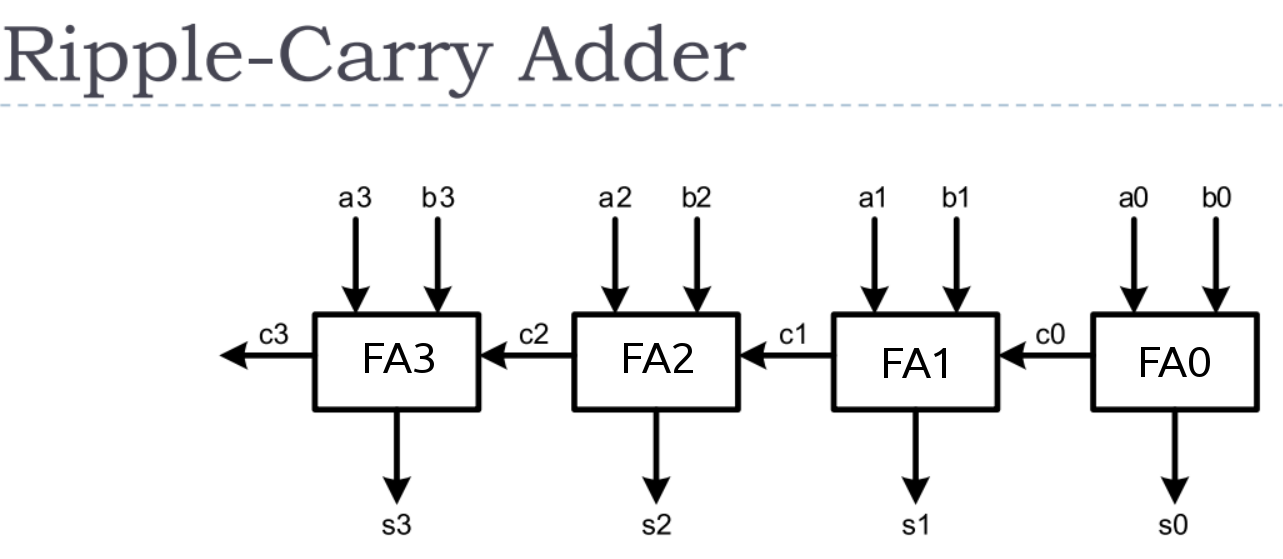 Ripple-Carry Adder
a3 b3 a2 b2 a1 b1 a0 b0
c3 FA3 c2 FA2 c1 FA1 c0 FA0
s3 s2 s1 s0